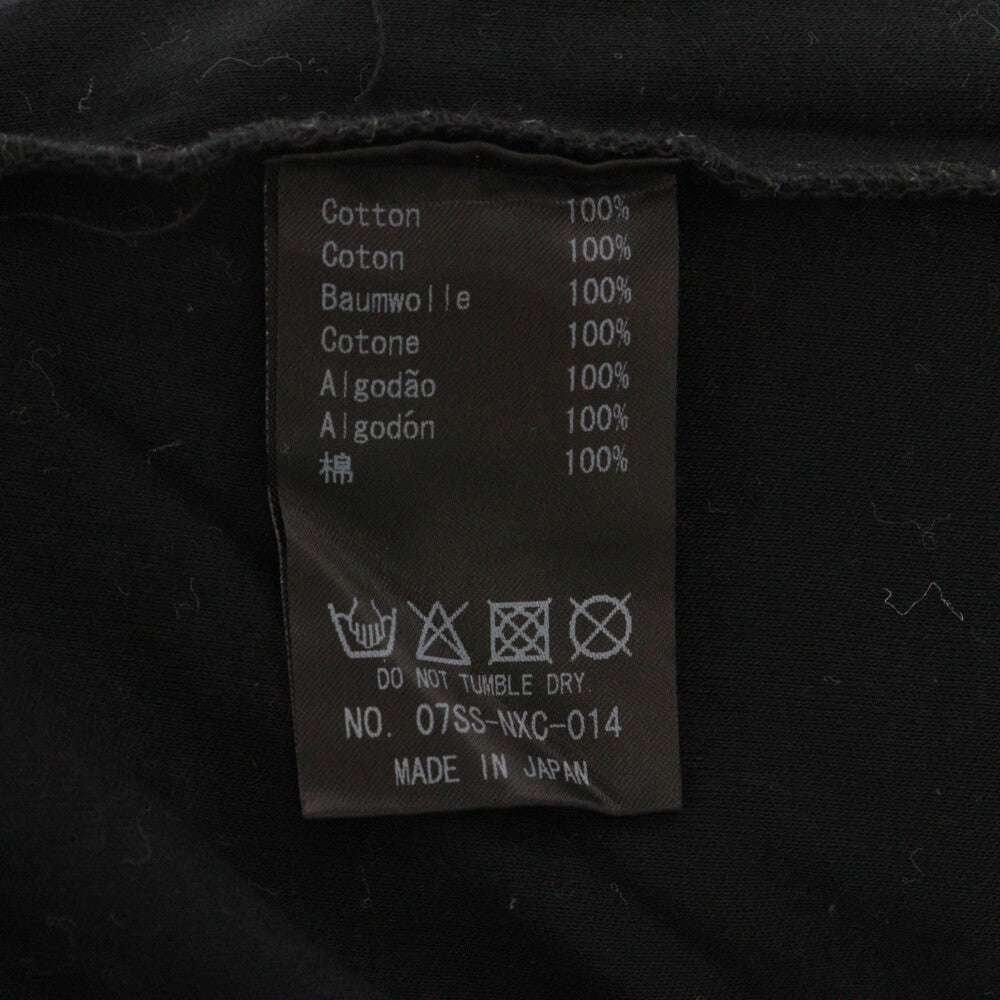 Cotton 100%
Coton 100%
Baumwolle 100%
Cotone 100%
Algodão 100%
Algodón 100%
棉 100%
DO NOT TUMBLE DRY.
NO. 07SS-NXC-014
MADE IN JAPAN